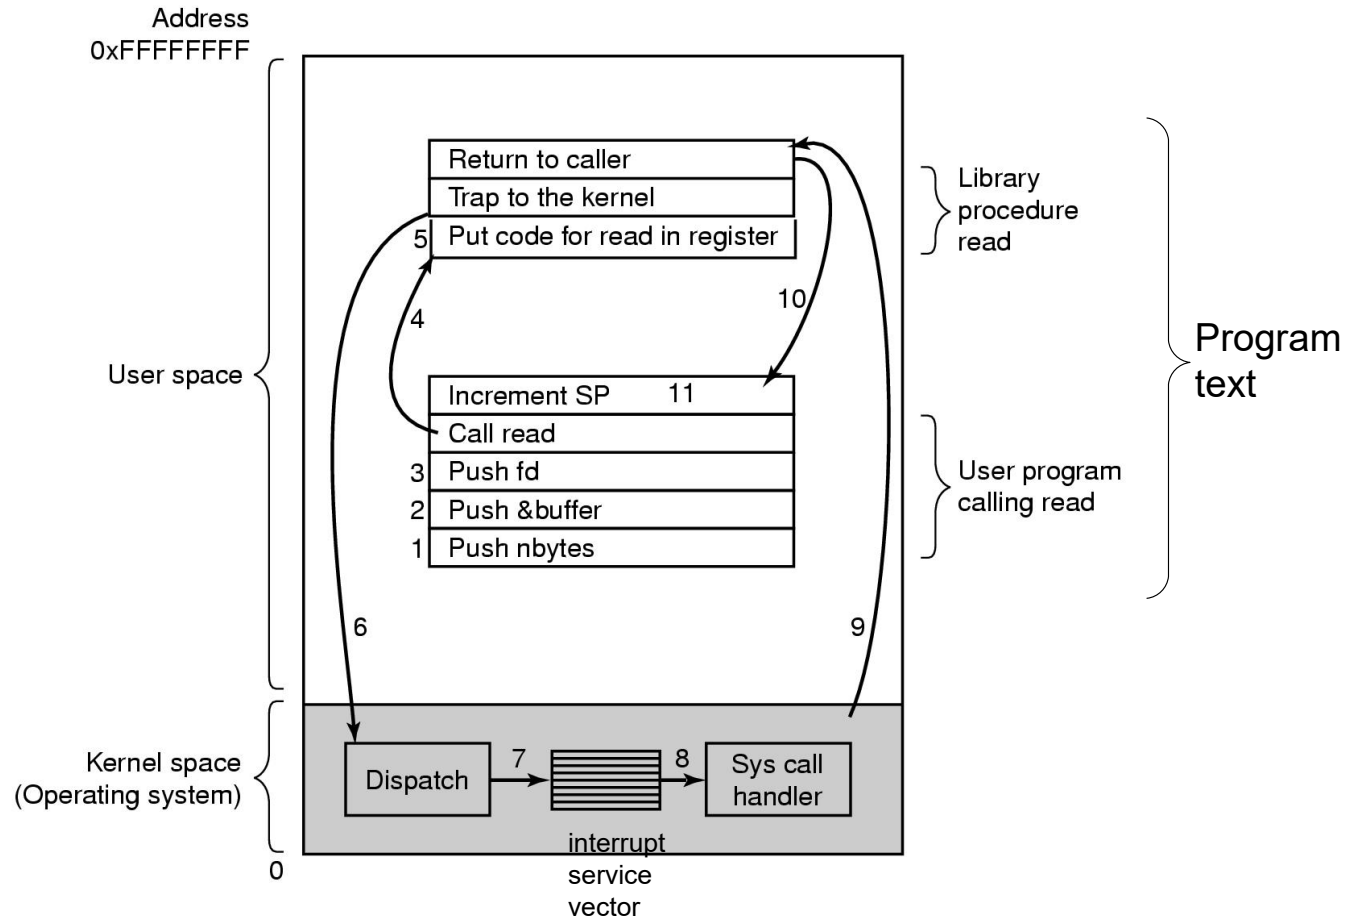 Address
0xFFFFFFFF
Return to caller
Trap to the kernel
5 Put code for read in register
Library
procedure
read
4
10
User space
Program
text
Increment SP 11
Call read
3 Push fd
2 Push &buffer
1 Push nbytes
User program
calling read
6
9
Kernel space
(Operating system)
Dispatch
7
8
Sys call
handler
interrupt
service
vector
0